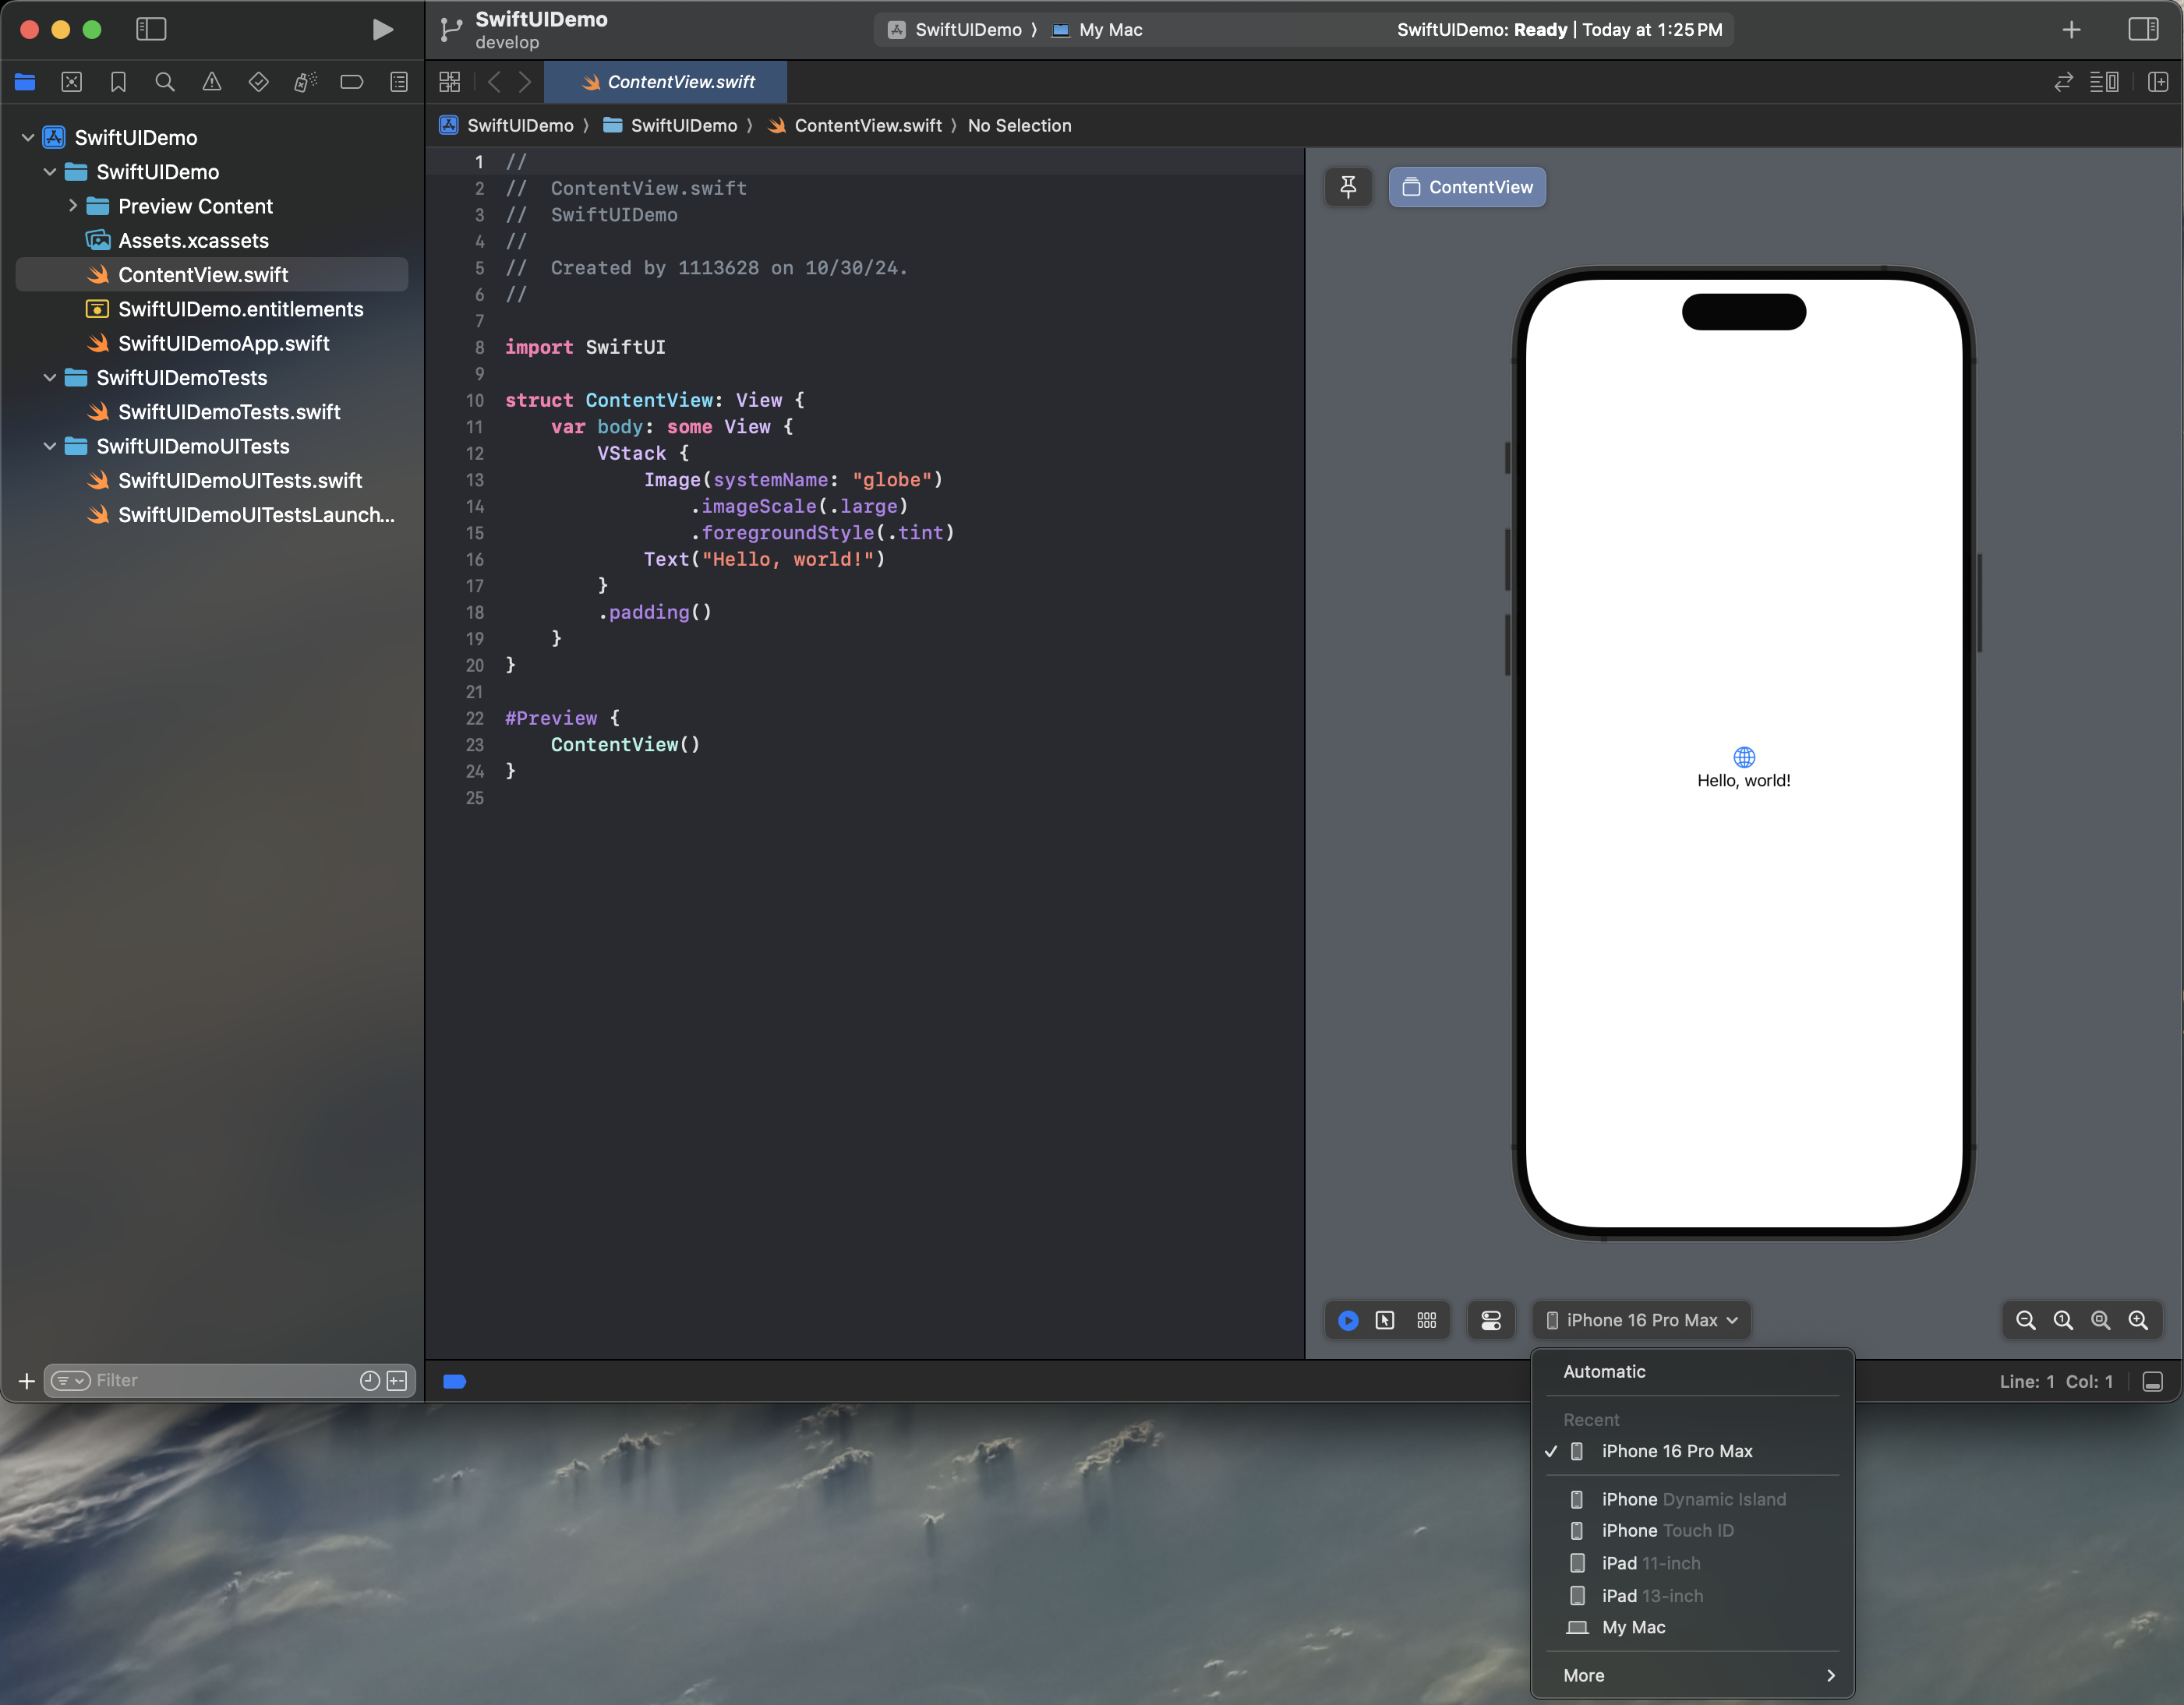 SwiftUIDemo
develop
SwiftUIDemo ⟩ My Mac
SwiftUIDemo: Ready | Today at 1:25 PM
ContentView.swift
SwiftUIDemo ⟩ SwiftUIDemo ⟩ ContentView.swift ⟩ No Selection
SwiftUIDemo
SwiftUIDemo
Preview Content
Assets.xcassets
ContentView.swift
SwiftUIDemo.entitlements
SwiftUIDemoApp.swift
SwiftUIDemoTests
SwiftUIDemoTests.swift
SwiftUIDemoUITests
SwiftUIDemoUITests.swift
SwiftUIDemoUITestsLaunch...
Filter
1 //
2 //  ContentView.swift
3 //  SwiftUIDemo
4 //
5 //  Created by 1113628 on 10/30/24.
6 //
7
8 import SwiftUI
9
10 struct ContentView: View {
11     var body: some View {
12         VStack {
13             Image(systemName: "globe")
14                 .imageScale(.large)
15                 .foregroundStyle(.tint)
16             Text("Hello, world!")
17         }
18         .padding()
19     }
20 }
21
22 #Preview {
23     ContentView()
24 }
25
ContentView
Hello, world!
iPhone 16 Pro Max
Line: 1 Col: 1
Automatic
Recent
✓ iPhone 16 Pro Max
iPhone Dynamic Island
iPhone Touch ID
iPad 11-inch
iPad 13-inch
My Mac
More